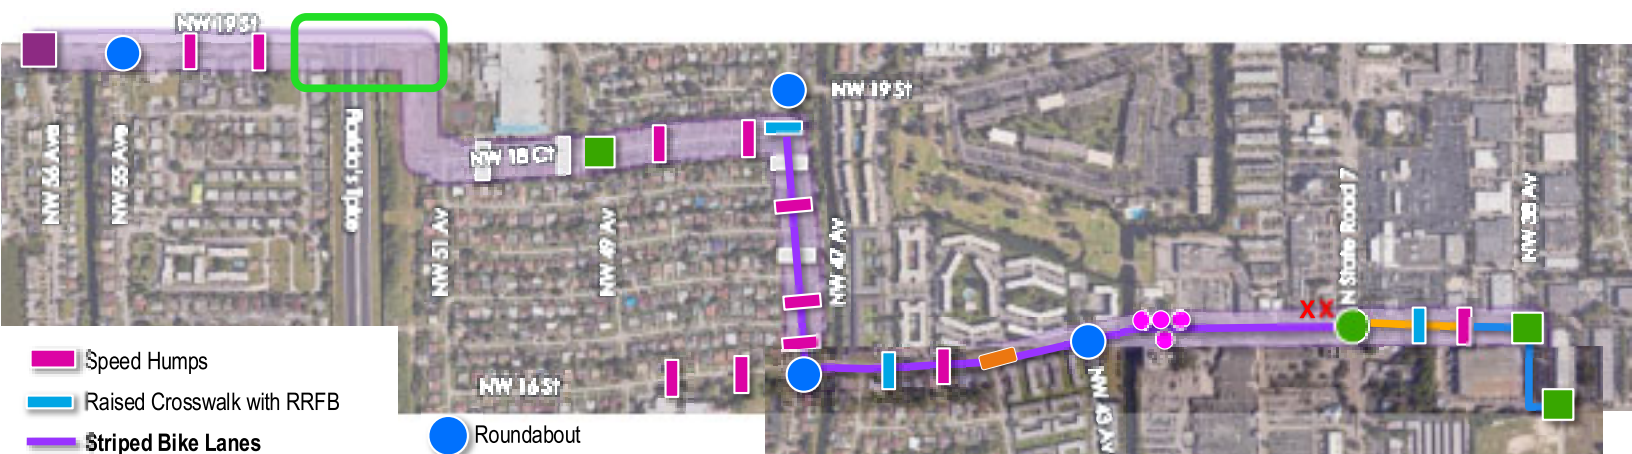 NW 19 St
NW 19 St
NW 56 Ave
NW 55 Ave
Florida's Tpke
NW 18 Ct
NW 51 Av
NW 49 Av
NW 47 Av
N State Road 7
NW 38 Av
X X
NW 16 St
NW 43 AV
Speed Humps
Raised Crosswalk with RRFB
Striped Bike Lanes
Roundabout